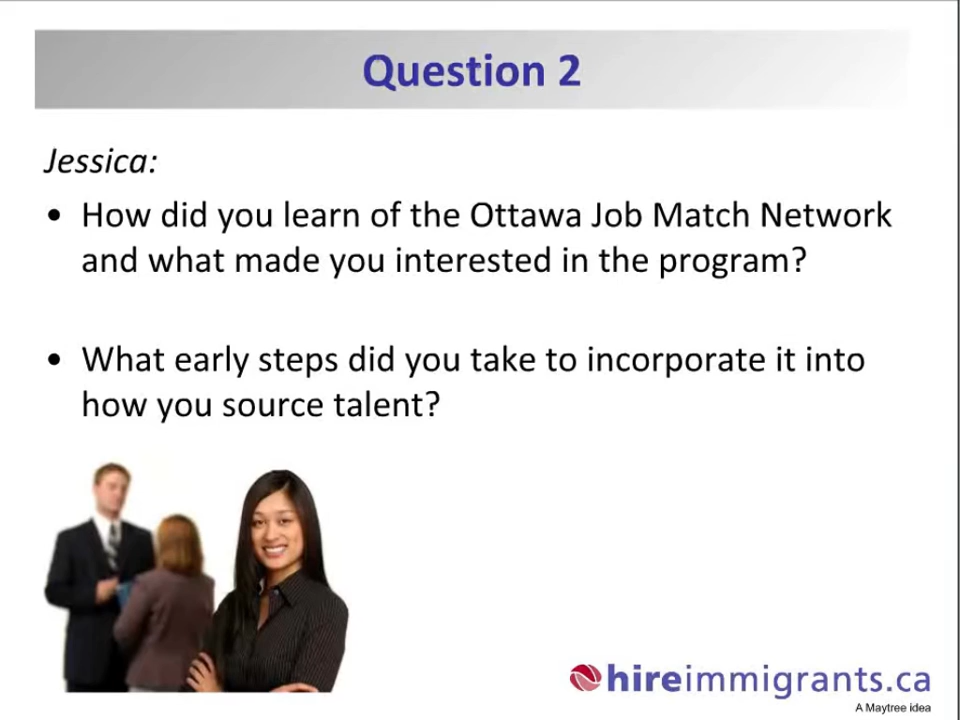 Question 2
Jessica:
• How did you learn of the Ottawa Job Match Network
and what made you interested in the program?
• What early steps did you take to incorporate it into
how you source talent?
hireimmigrants.ca
A Maytree idea